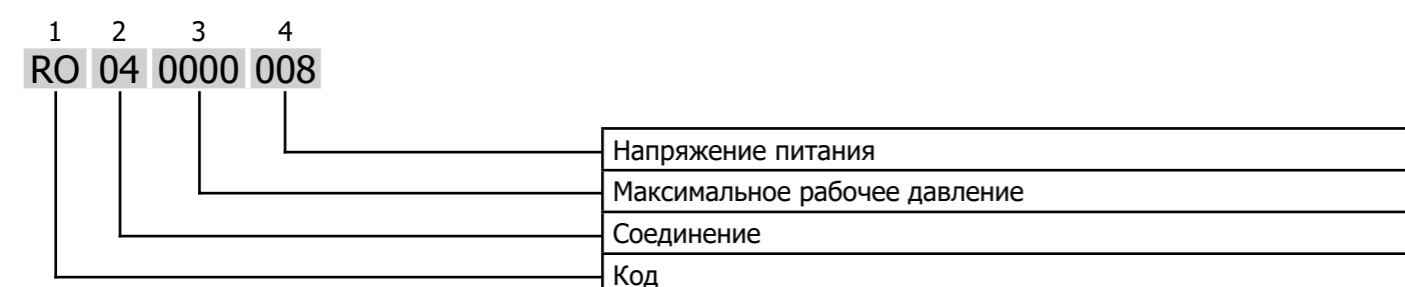 1 2 3 4
RO 04 0000 008
Напряжение питания
Максимальное рабочее давление
Соединение
Код